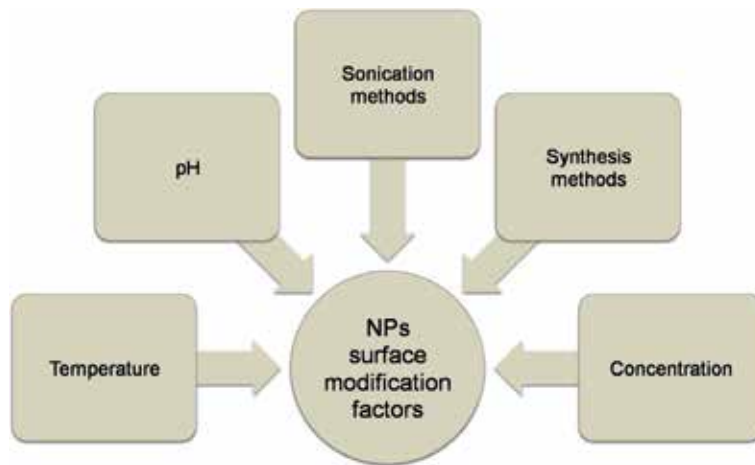 Sonication
methods
pH
Synthesis
methods
Temperature
NPs
surface
modification
factors
Concentration